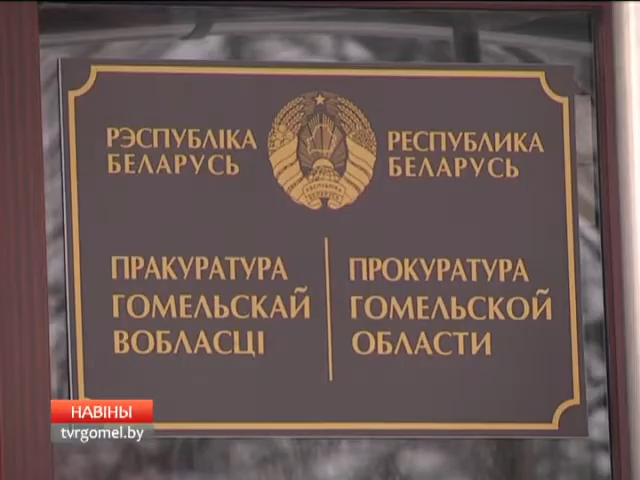 РЭСПУБЛІКА
БЕЛАРУСЬ
РЕСПУБЛИКА
БЕЛАРУСЬ
ПРАКУРАТУРА
ГОМЕЛЬСКАЙ
ВОБЛАСЦІ
ПРОКУРАТУРА
ГОМЕЛЬСКОЙ
ОБЛАСТИ
НАВІНЫ
tvrgomel.by